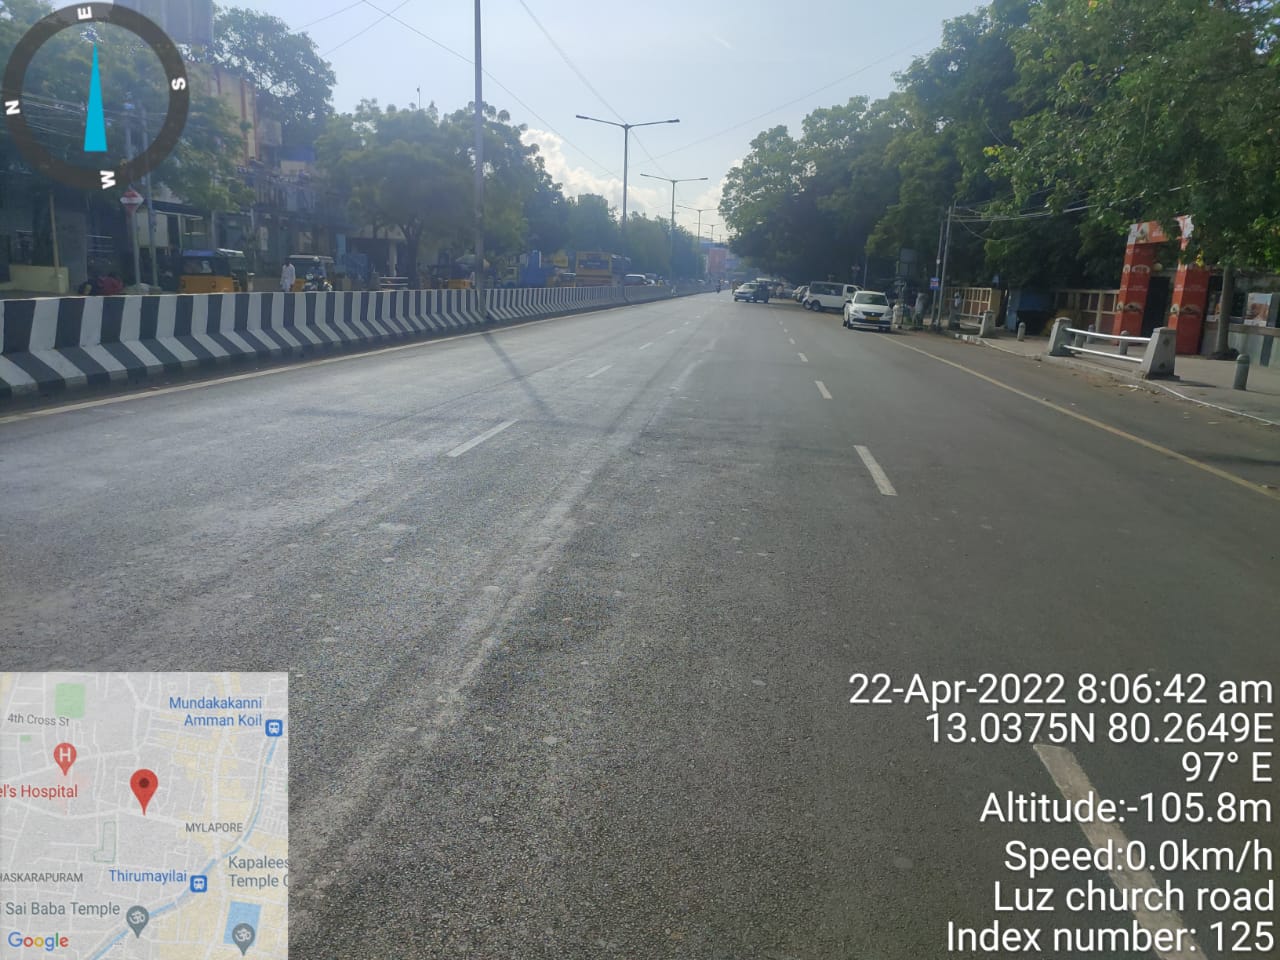 E
N
S
W
Mundakakanni
Amman Koil
4th Cross St
H
el's Hospital
MYLAPORE
HASKARAPURAM
Thirumayilai
Kapalees
Temple
i Sai Baba Temple
Google
22-Apr-2022 8:06:42 am
13.0375N 80.2649E
97° E
Altitude:-105.8m
Speed:0.0km/h
Luz church road
Index number: 125